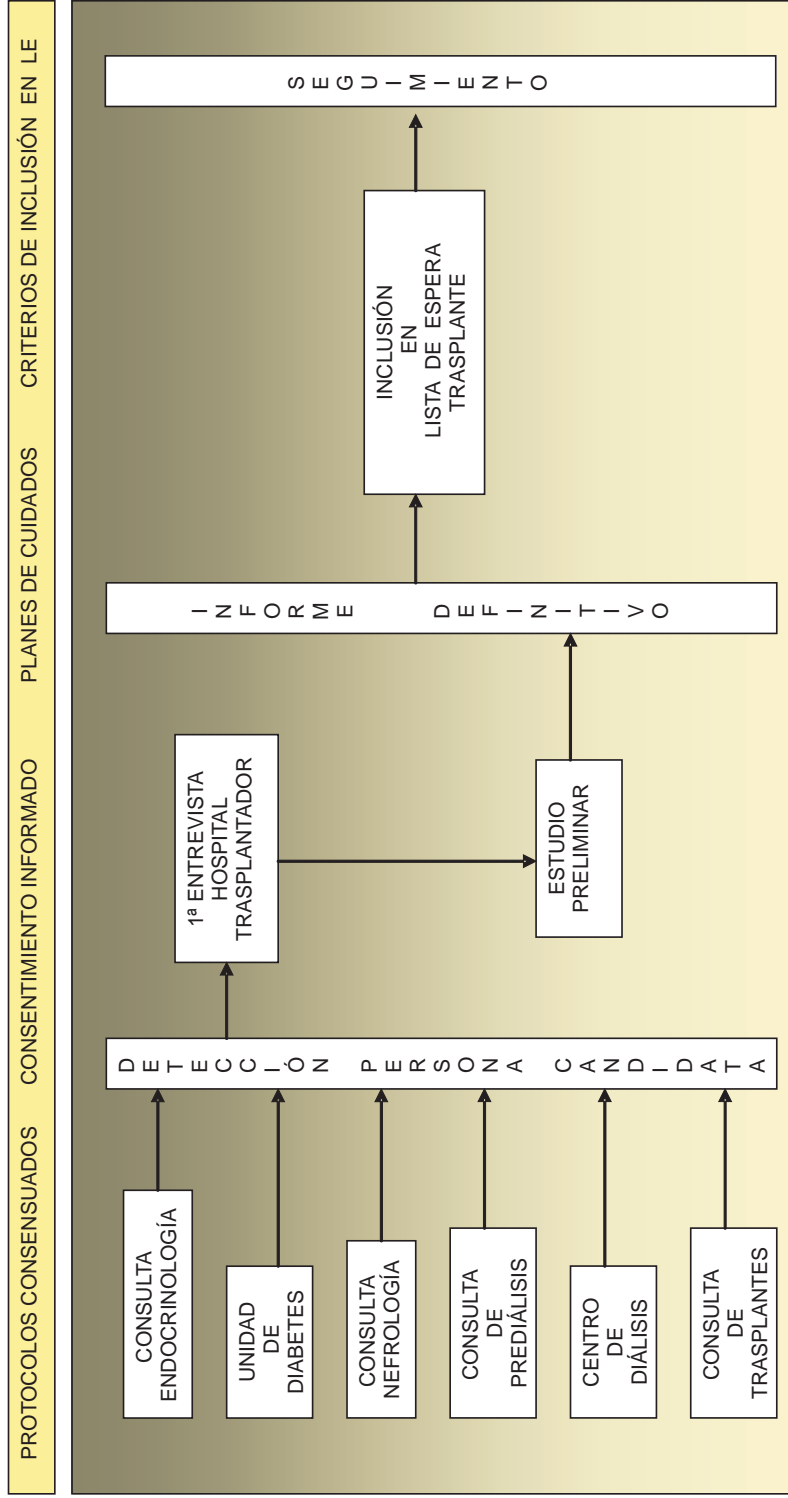 PROTOCOLOS CONSENSUADOS CONSENTIMIENTO INFORMADO PLANES DE CUIDADOS CRITERIOS DE INCLUSIÓN EN LE
CONSULTA
ENDOCRINOLOGÍA
UNIDAD
DE
DIABETES
CONSULTA
NEFROLOGÍA
CONSULTA
DE
PREDIÁLISIS
CENTRO
DE
DIÁLISIS
CONSULTA
DE
TRASPLANTES
DETECCIÓN PERSONA CANDIDATA
1ª ENTREVISTA
HOSPITAL
TRASPLANTADOR
ESTUDIO
PRELIMINAR
INFORME DEFINITIVO
INCLUSIÓN
EN
LISTA DE ESPERA
TRASPLANTE
SEGUIMIENTO